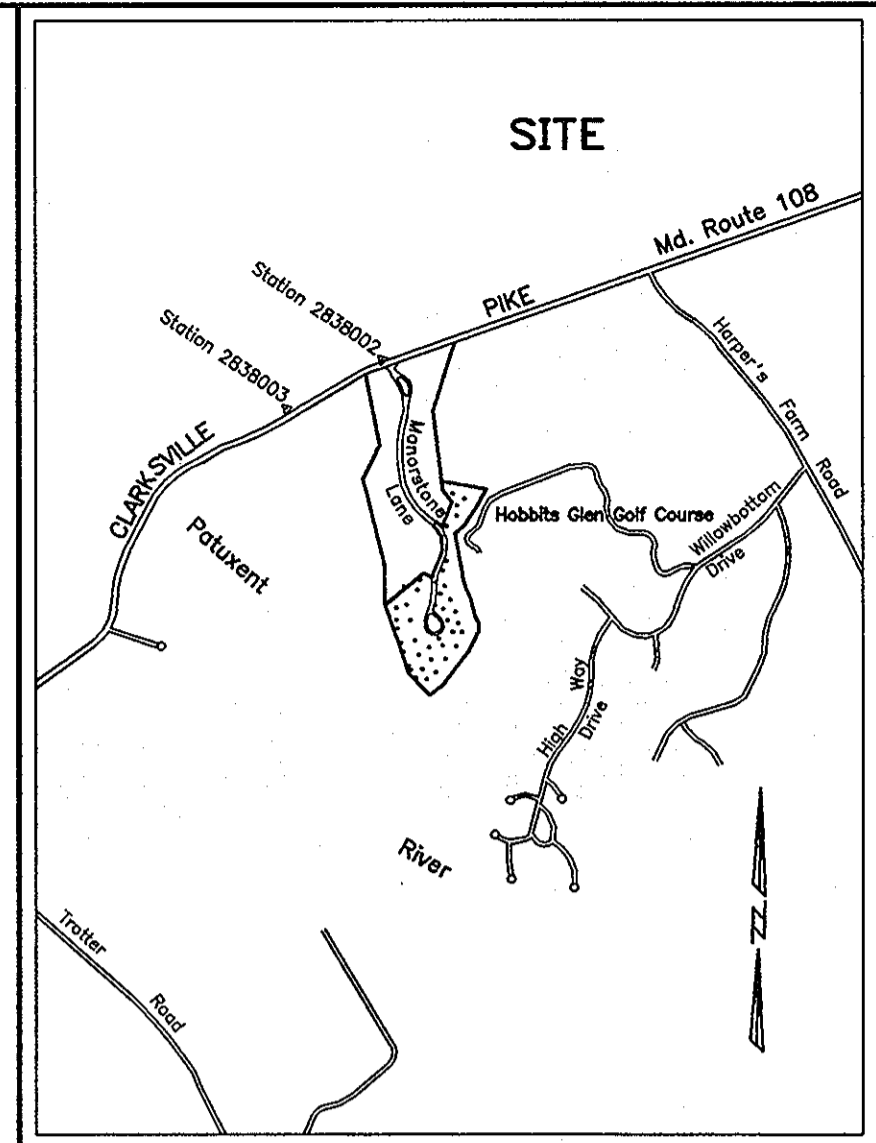 SITE
Md. Route 108
PIKE
Station 2838002
Station 2838003
CLARKSVILLE
Harper's
Farm
Road
Manorstone
Lane
Hobbits Glen Golf Course
Willowbottom
Drive
Patuxent
High
Way
Drive
River
Trotter
Road
N